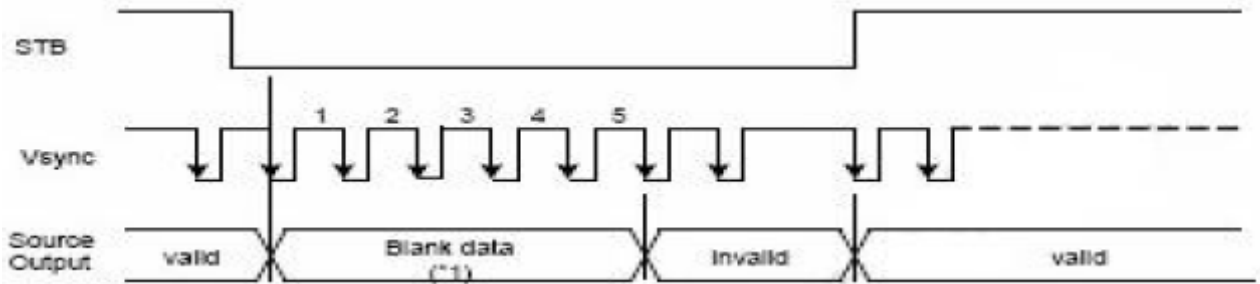 STB
1 2 3 4 5
Vsync
Source
Output
valid
Blank data
(*1)
Invalid
valid